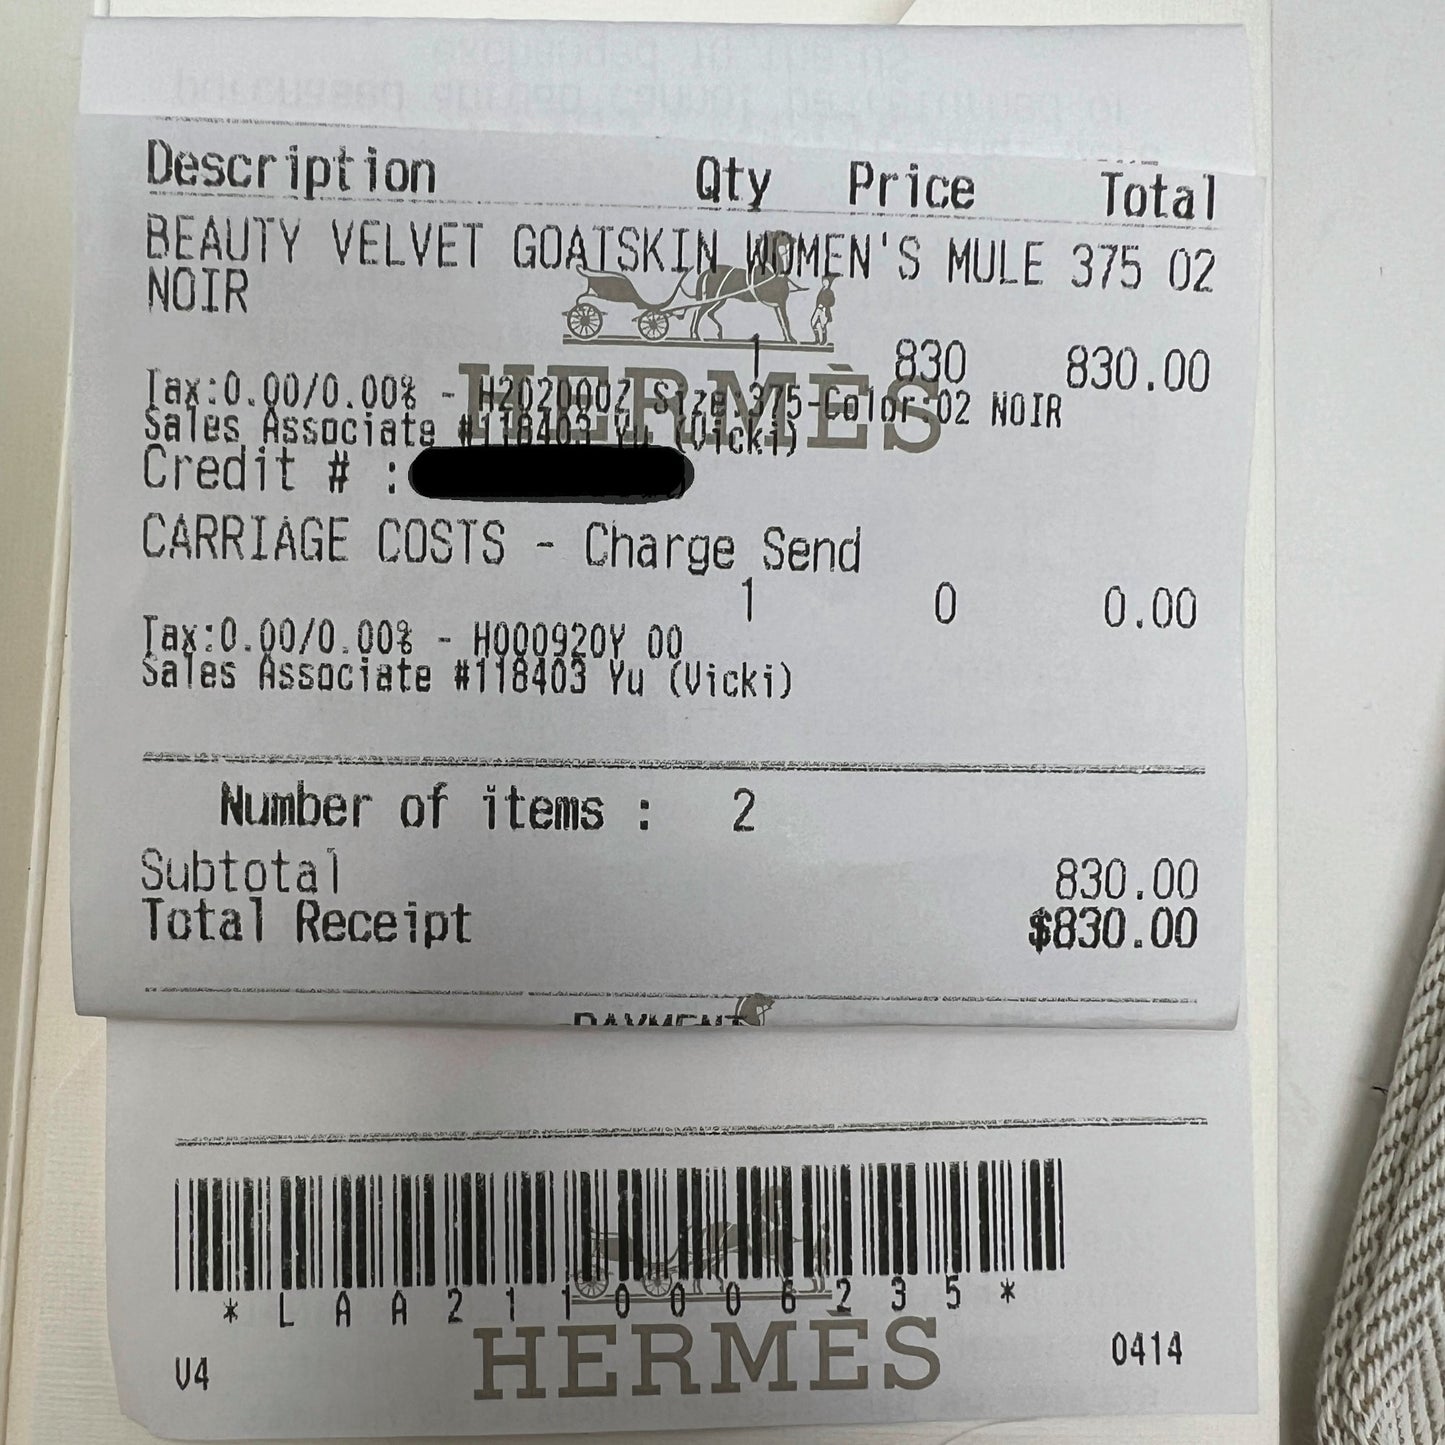 Description Qty Price Total
BEAUTY VELVET GOATSKIN WOMEN'S MULE 375 02
NOIR
1 830 830.00
HERMÈS
Tax:0.00/0.00% - H202000Z Size:375-Color:02 NOIR
Sales Associate #118403 Yu (Vicki)
Credit # :
CARRIAGE COSTS - Charge Send
1 0 0.00
Tax:0.00/0.00% - H000920Y 00
Sales Associate #118403 Yu (Vicki)
Number of items : 2
Subtotal 830.00
Total Receipt $830.00
PAYMENT
*LAA2110006235*
HERMÈS
V4 0414